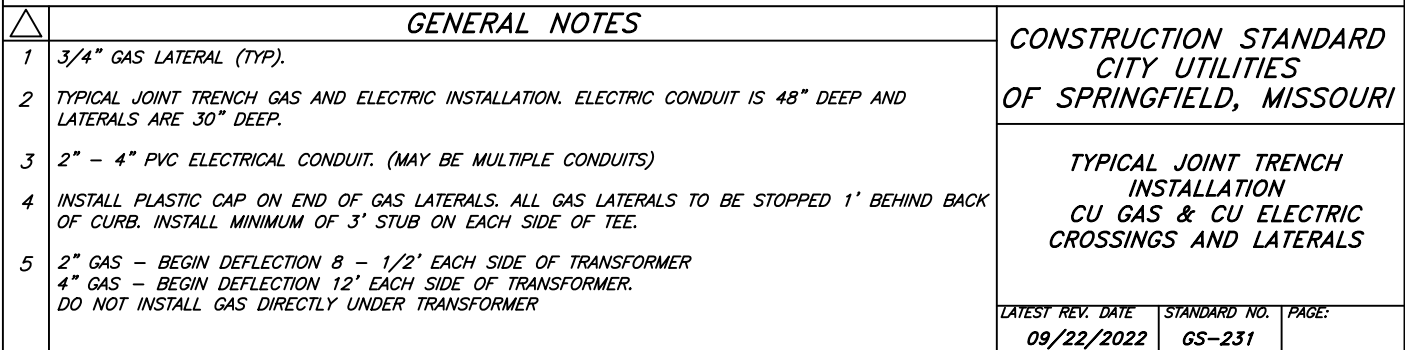 GENERAL NOTES
1 3/4" GAS LATERAL (TYP).
2 TYPICAL JOINT TRENCH GAS AND ELECTRIC INSTALLATION. ELECTRIC CONDUIT IS 48" DEEP AND
LATERALS ARE 30" DEEP.
3 2" – 4" PVC ELECTRICAL CONDUIT. (MAY BE MULTIPLE CONDUITS)
4 INSTALL PLASTIC CAP ON END OF GAS LATERALS. ALL GAS LATERALS TO BE STOPPED 1' BEHIND BACK
OF CURB. INSTALL MINIMUM OF 3' STUB ON EACH SIDE OF TEE.
5 2" GAS – BEGIN DEFLECTION 8 – 1/2' EACH SIDE OF TRANSFORMER
4" GAS – BEGIN DEFLECTION 12' EACH SIDE OF TRANSFORMER.
DO NOT INSTALL GAS DIRECTLY UNDER TRANSFORMER
CONSTRUCTION STANDARD
CITY UTILITIES
OF SPRINGFIELD, MISSOURI
TYPICAL JOINT TRENCH
INSTALLATION
CU GAS & CU ELECTRIC
CROSSINGS AND LATERALS
LATEST REV. DATE STANDARD NO. PAGE:
09/22/2022 GS–231